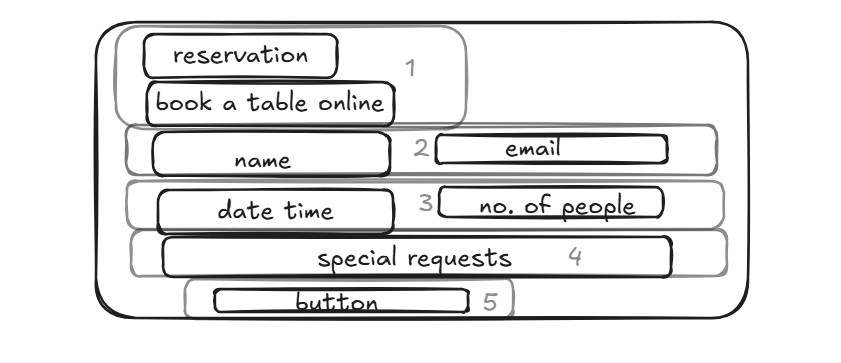 reservation
1
book a table online
name
2
email
date time
3
no. of people
special requests
4
button
5